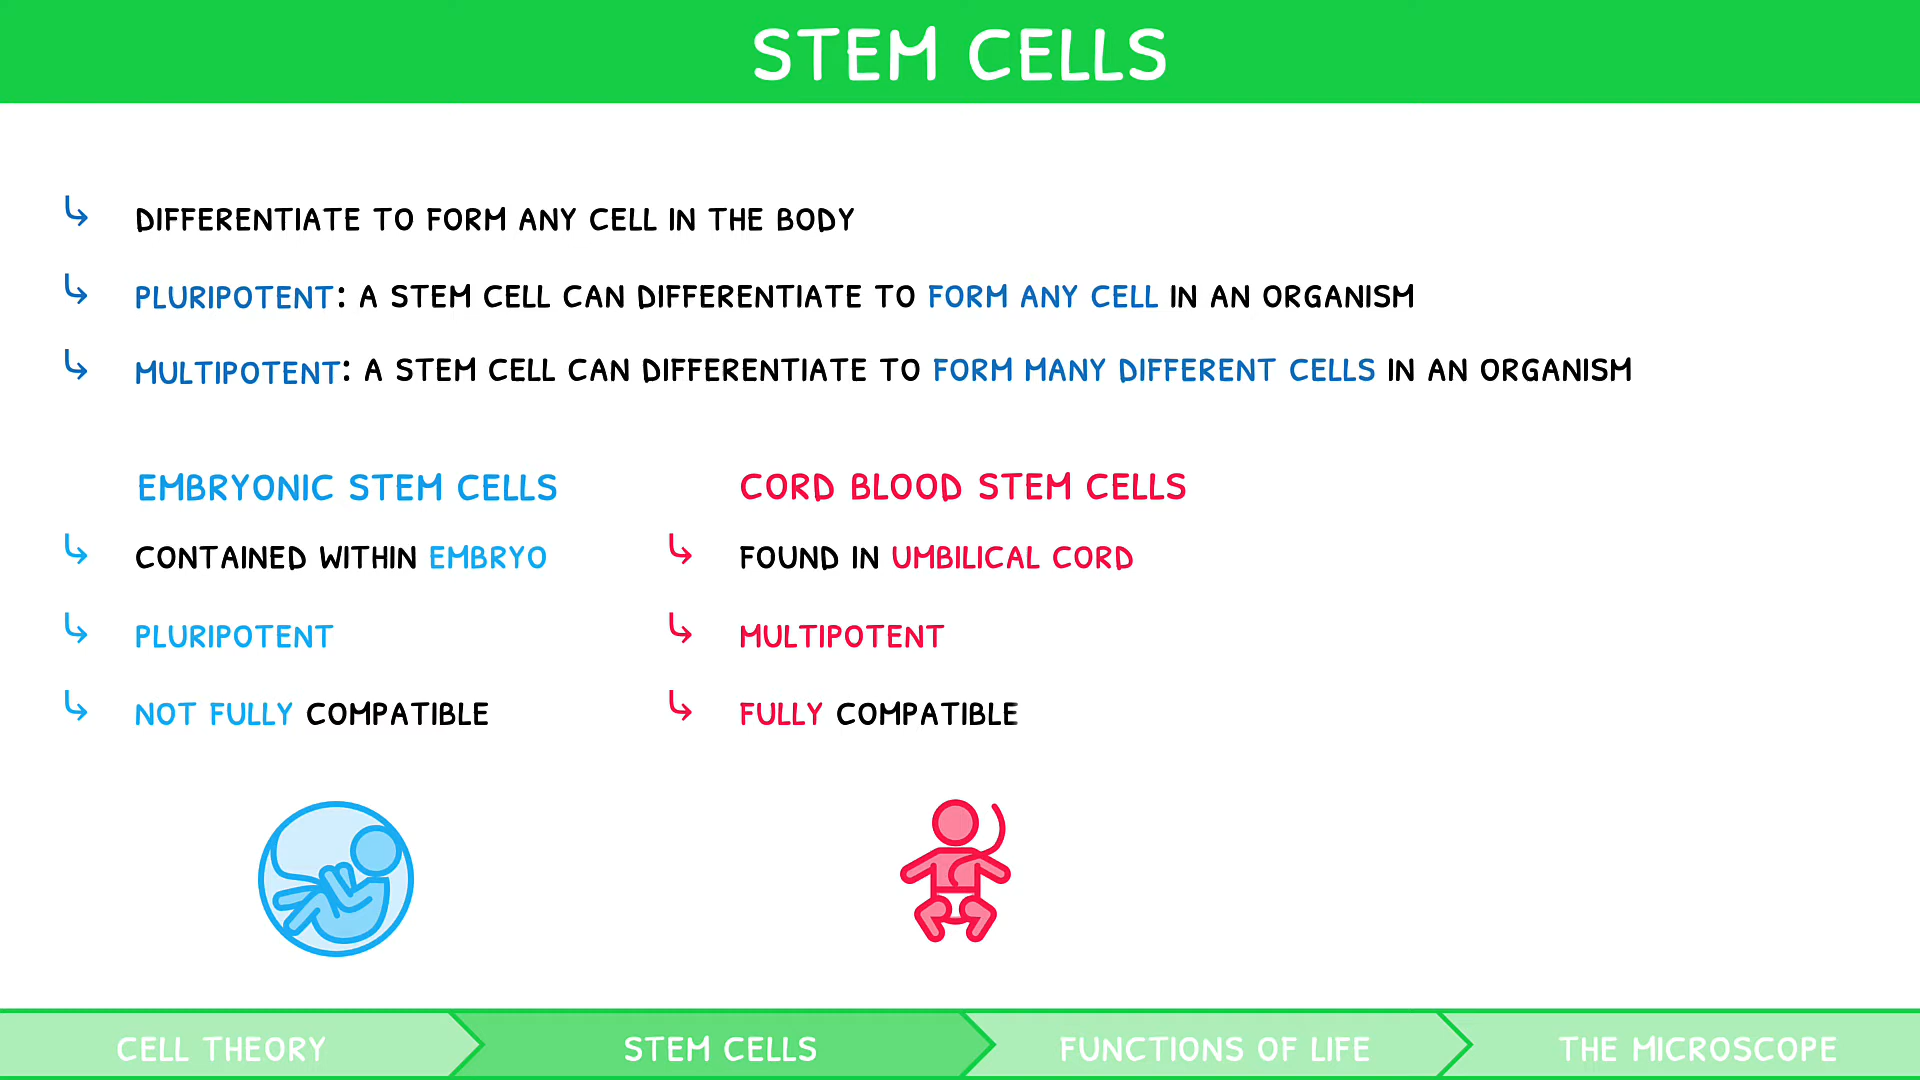 STEM CELLS
DIFFERENTIATE TO FORM ANY CELL IN THE BODY
PLURIPOTENT: A STEM CELL CAN DIFFERENTIATE TO FORM ANY CELL IN AN ORGANISM
MULTIPOTENT: A STEM CELL CAN DIFFERENTIATE TO FORM MANY DIFFERENT CELLS IN AN ORGANISM
EMBRYONIC STEM CELLS
CONTAINED WITHIN EMBRYO
PLURIPOTENT
NOT FULLY COMPATIBLE
CORD BLOOD STEM CELLS
FOUND IN UMBILICAL CORD
MULTIPOTENT
FULLY COMPATIBLE
CELL THEORY
STEM CELLS
FUNCTIONS OF LIFE
THE MICROSCOPE